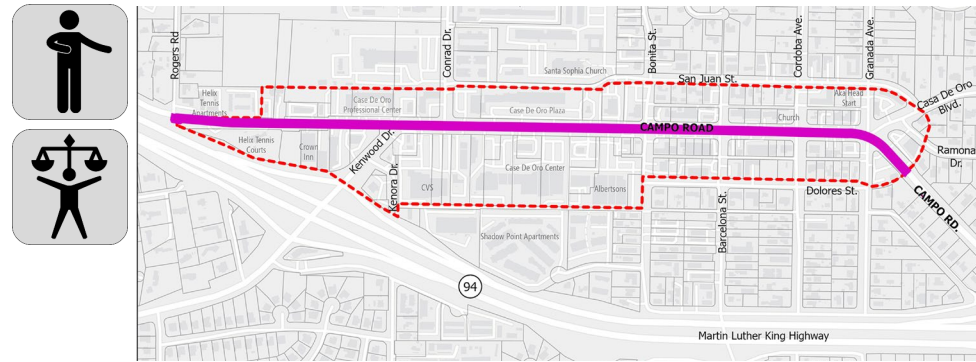 Rogers Rd
Conrad Dr.
Bonita St.
Cordoba Ave.
Granada Ave.
Santa Sophia Church
San Juan St.
Helix
Tennis
Apartments
Case De Oro
Professional Center
Case De Oro Plaza
Aka Head
Start
Casa De Oro
Blvd.
Church
CAMPO ROAD
Helix Tennis
Courts
Crown
Inn
Kenwood Dr.
Ramona
Dr.
Case De Oro Center
Kenora Dr.
CVS
Albertsons
Dolores St.
CAMPO RD.
Barcelona St.
Shadow Point Apartments
94
Martin Luther King Highway